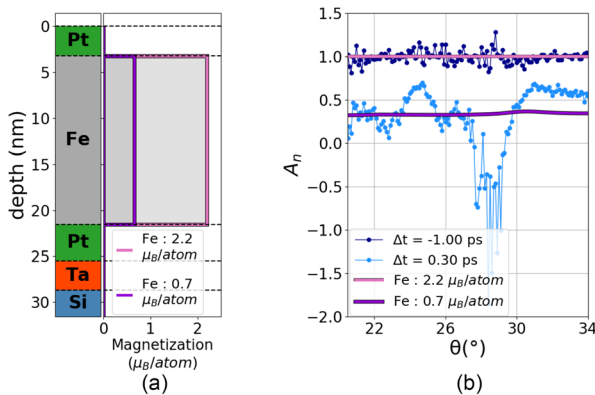 (a)
0
5
10
15
20
25
30
depth (nm)
Pt
Fe
Pt
Ta
Si
Fe : 2.2
μB/atom
Fe : 0.7
μB/atom
0
1
2
Magnetization
(μB/atom)
(a)
(b)
1.5
1.0
0.5
0.0
−0.5
−1.0
−1.5
−2.0
An
Δt = -1.00 ps
Δt = 0.30 ps
Fe : 2.2 μB/atom
Fe : 0.7 μB/atom
22
26
30
34
θ(°)
(b)